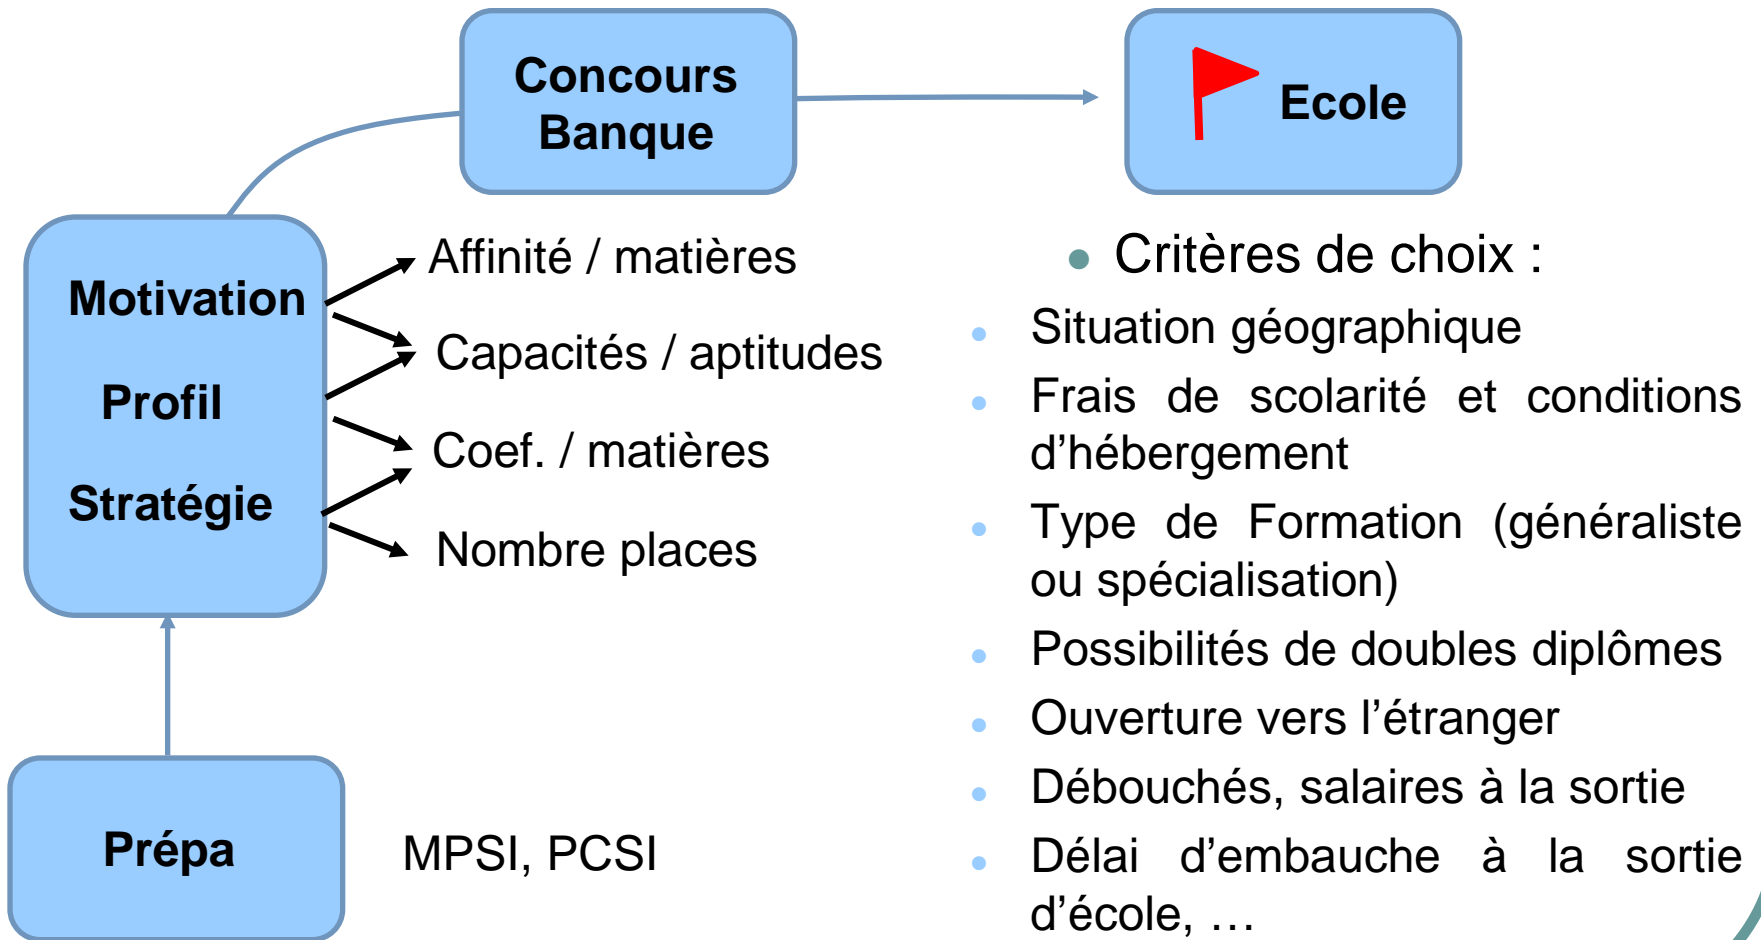 Concours
Banque
Ecole
Motivation
Profil
Stratégie
Affinité / matières
Capacités / aptitudes
Coef. / matières
Nombre places
Prépa
MPSI, PCSI
Critères de choix :
Situation géographique
Frais de scolarité et conditions
d’hébergement
Type de Formation (généraliste
ou spécialisation)
Possibilités de doubles diplômes
Ouverture vers l’étranger
Débouchés, salaires à la sortie
Délai d’embauche à la sortie
d’école, …